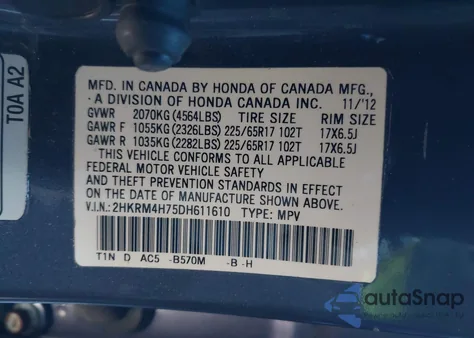 T0A A2
MFD. IN CANADA BY HONDA OF CANADA MFG.,
A DIVISION OF HONDA CANADA INC. 11/'12
GVWR 2070KG (4564LBS) TIRE SIZE RIM SIZE
GAWR F 1055KG (2326LBS) 225/65R17 102T 17X6.5J
GAWR R 1035KG (2282LBS) 225/65R17 102T 17X6.5J
THIS VEHICLE CONFORMS TO ALL APPLICABLE
FEDERAL MOTOR VEHICLE SAFETY
AND THEFT PREVENTION STANDARDS IN EFFECT
ON THE DATE OF MANUFACTURE SHOWN ABOVE.
V.I.N.: 2HKRM4H75DH611610 TYPE: MPV
T1N D AC5 -B570M -B -H
autoSnap